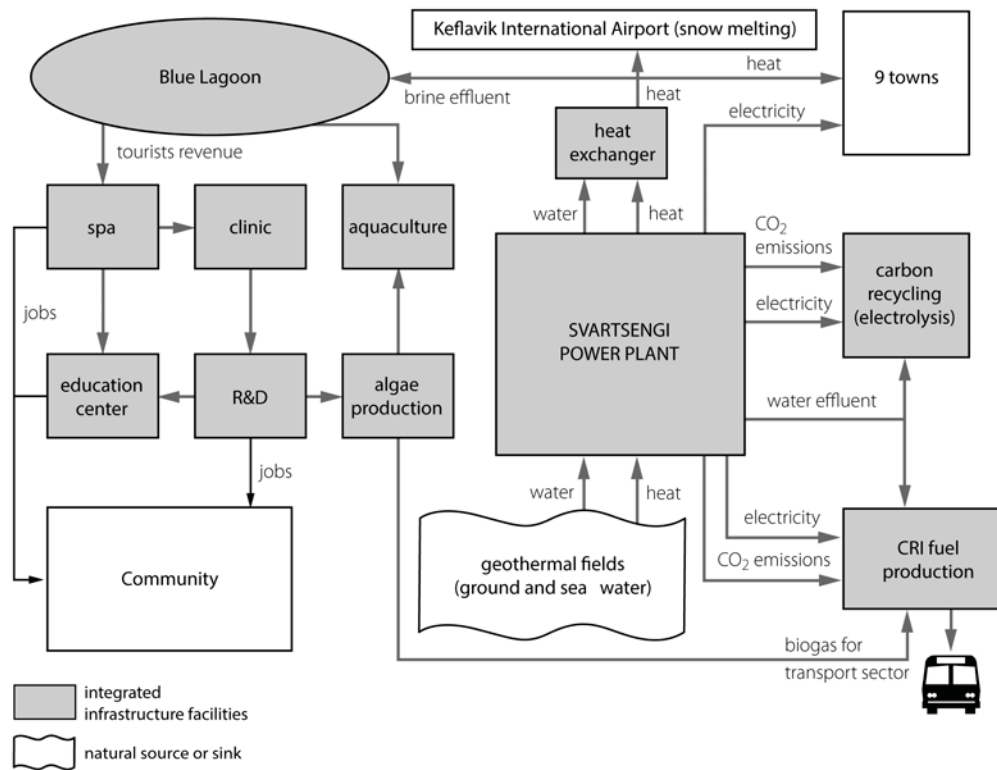 Keflavik International Airport (snow melting)
Blue Lagoon
heat
9 towns
brine effluent
heat
electricity
heat
exchanger
tourists revenue
water
heat
spa
clinic
aquaculture
CO2
emissions
carbon
recycling
(electrolysis)
jobs
electricity
SVARTSENGI
POWER PLANT
education
center
R&D
algae
production
water effluent
jobs
water
heat
electricity
CO2 emissions
CRI fuel
production
geothermal fields
(ground and sea water)
Community
biogas for
transport sector
integrated
infrastructure facilities
natural source or sink